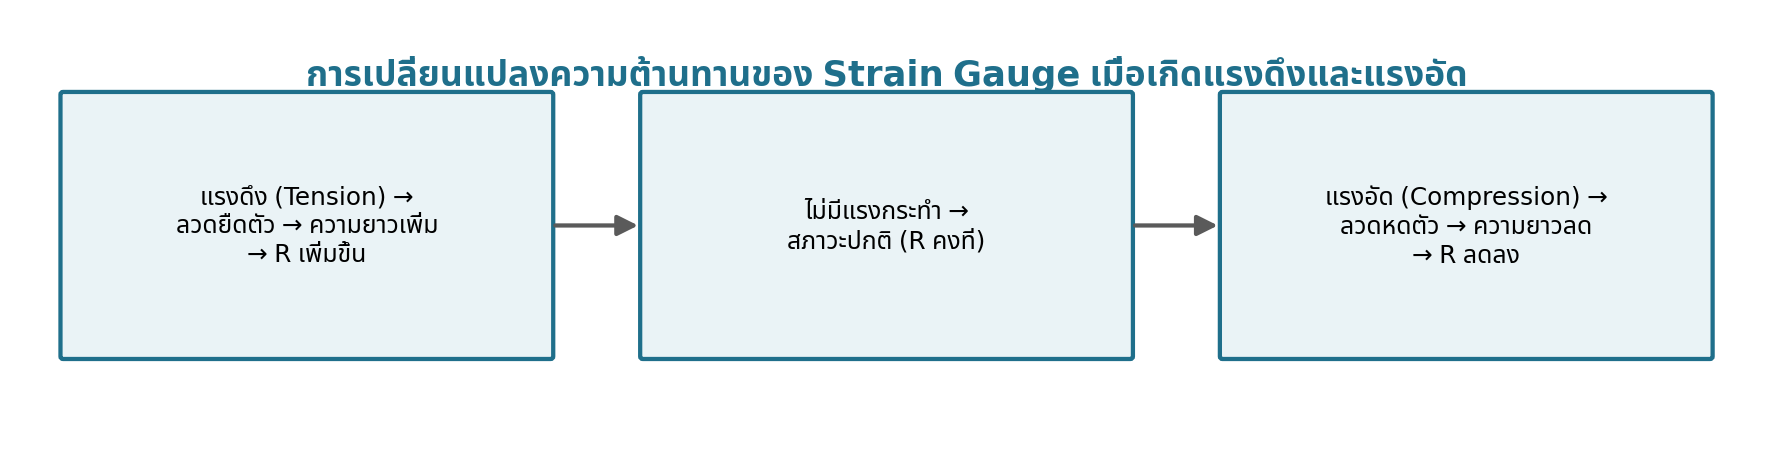 การเปลี่ยนแปลงความต้านทานของ Strain Gauge เมื่อเกิดแรงดึงและแรงอัด
แรงดึง (Tension) →
ลวดยืดตัว → ความยาวเพิ่ม
→ R เพิ่มขึ้น
ไม่มีแรงกระทำ →
สภาวะปกติ (R คงที่)
แรงอัด (Compression) →
ลวดหดตัว → ความยาวลด
→ R ลดลง